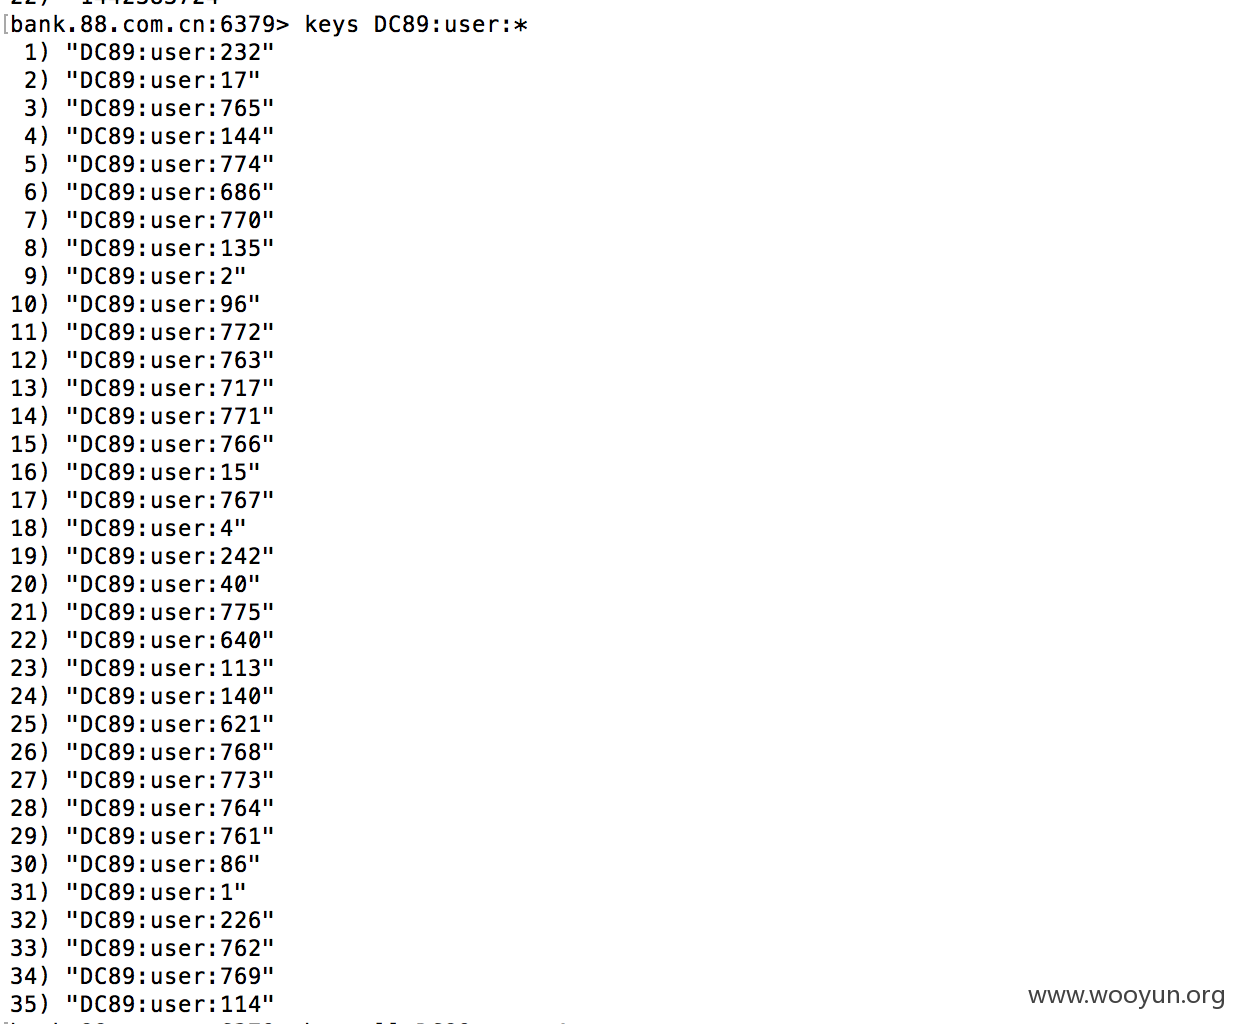 [bank.88.com.cn:6379> keys DC89:user:*
1) "DC89:user:232"
2) "DC89:user:17"
3) "DC89:user:765"
4) "DC89:user:144"
5) "DC89:user:774"
6) "DC89:user:686"
7) "DC89:user:770"
8) "DC89:user:135"
9) "DC89:user:2"
10) "DC89:user:96"
11) "DC89:user:772"
12) "DC89:user:763"
13) "DC89:user:717"
14) "DC89:user:771"
15) "DC89:user:766"
16) "DC89:user:15"
17) "DC89:user:767"
18) "DC89:user:4"
19) "DC89:user:242"
20) "DC89:user:40"
21) "DC89:user:775"
22) "DC89:user:640"
23) "DC89:user:113"
24) "DC89:user:140"
25) "DC89:user:621"
26) "DC89:user:768"
27) "DC89:user:773"
28) "DC89:user:764"
29) "DC89:user:761"
30) "DC89:user:86"
31) "DC89:user:1"
32) "DC89:user:226"
33) "DC89:user:762"
34) "DC89:user:769"
35) "DC89:user:114"
www.wooyun.org